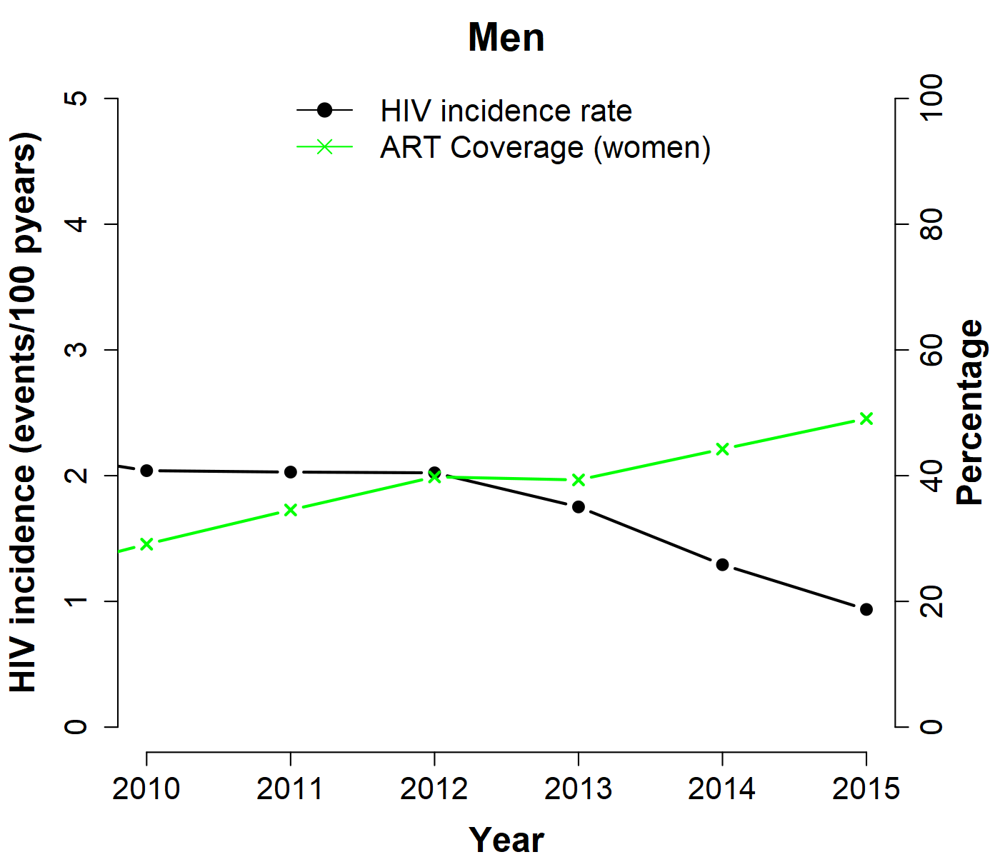 Men
HIV incidence rate
ART Coverage (women)
HIV incidence (events/100 pyears)
5
4
3
2
1
0
100
80
60
40
20
0
Percentage
2010 2011 2012 2013 2014 2015
Year